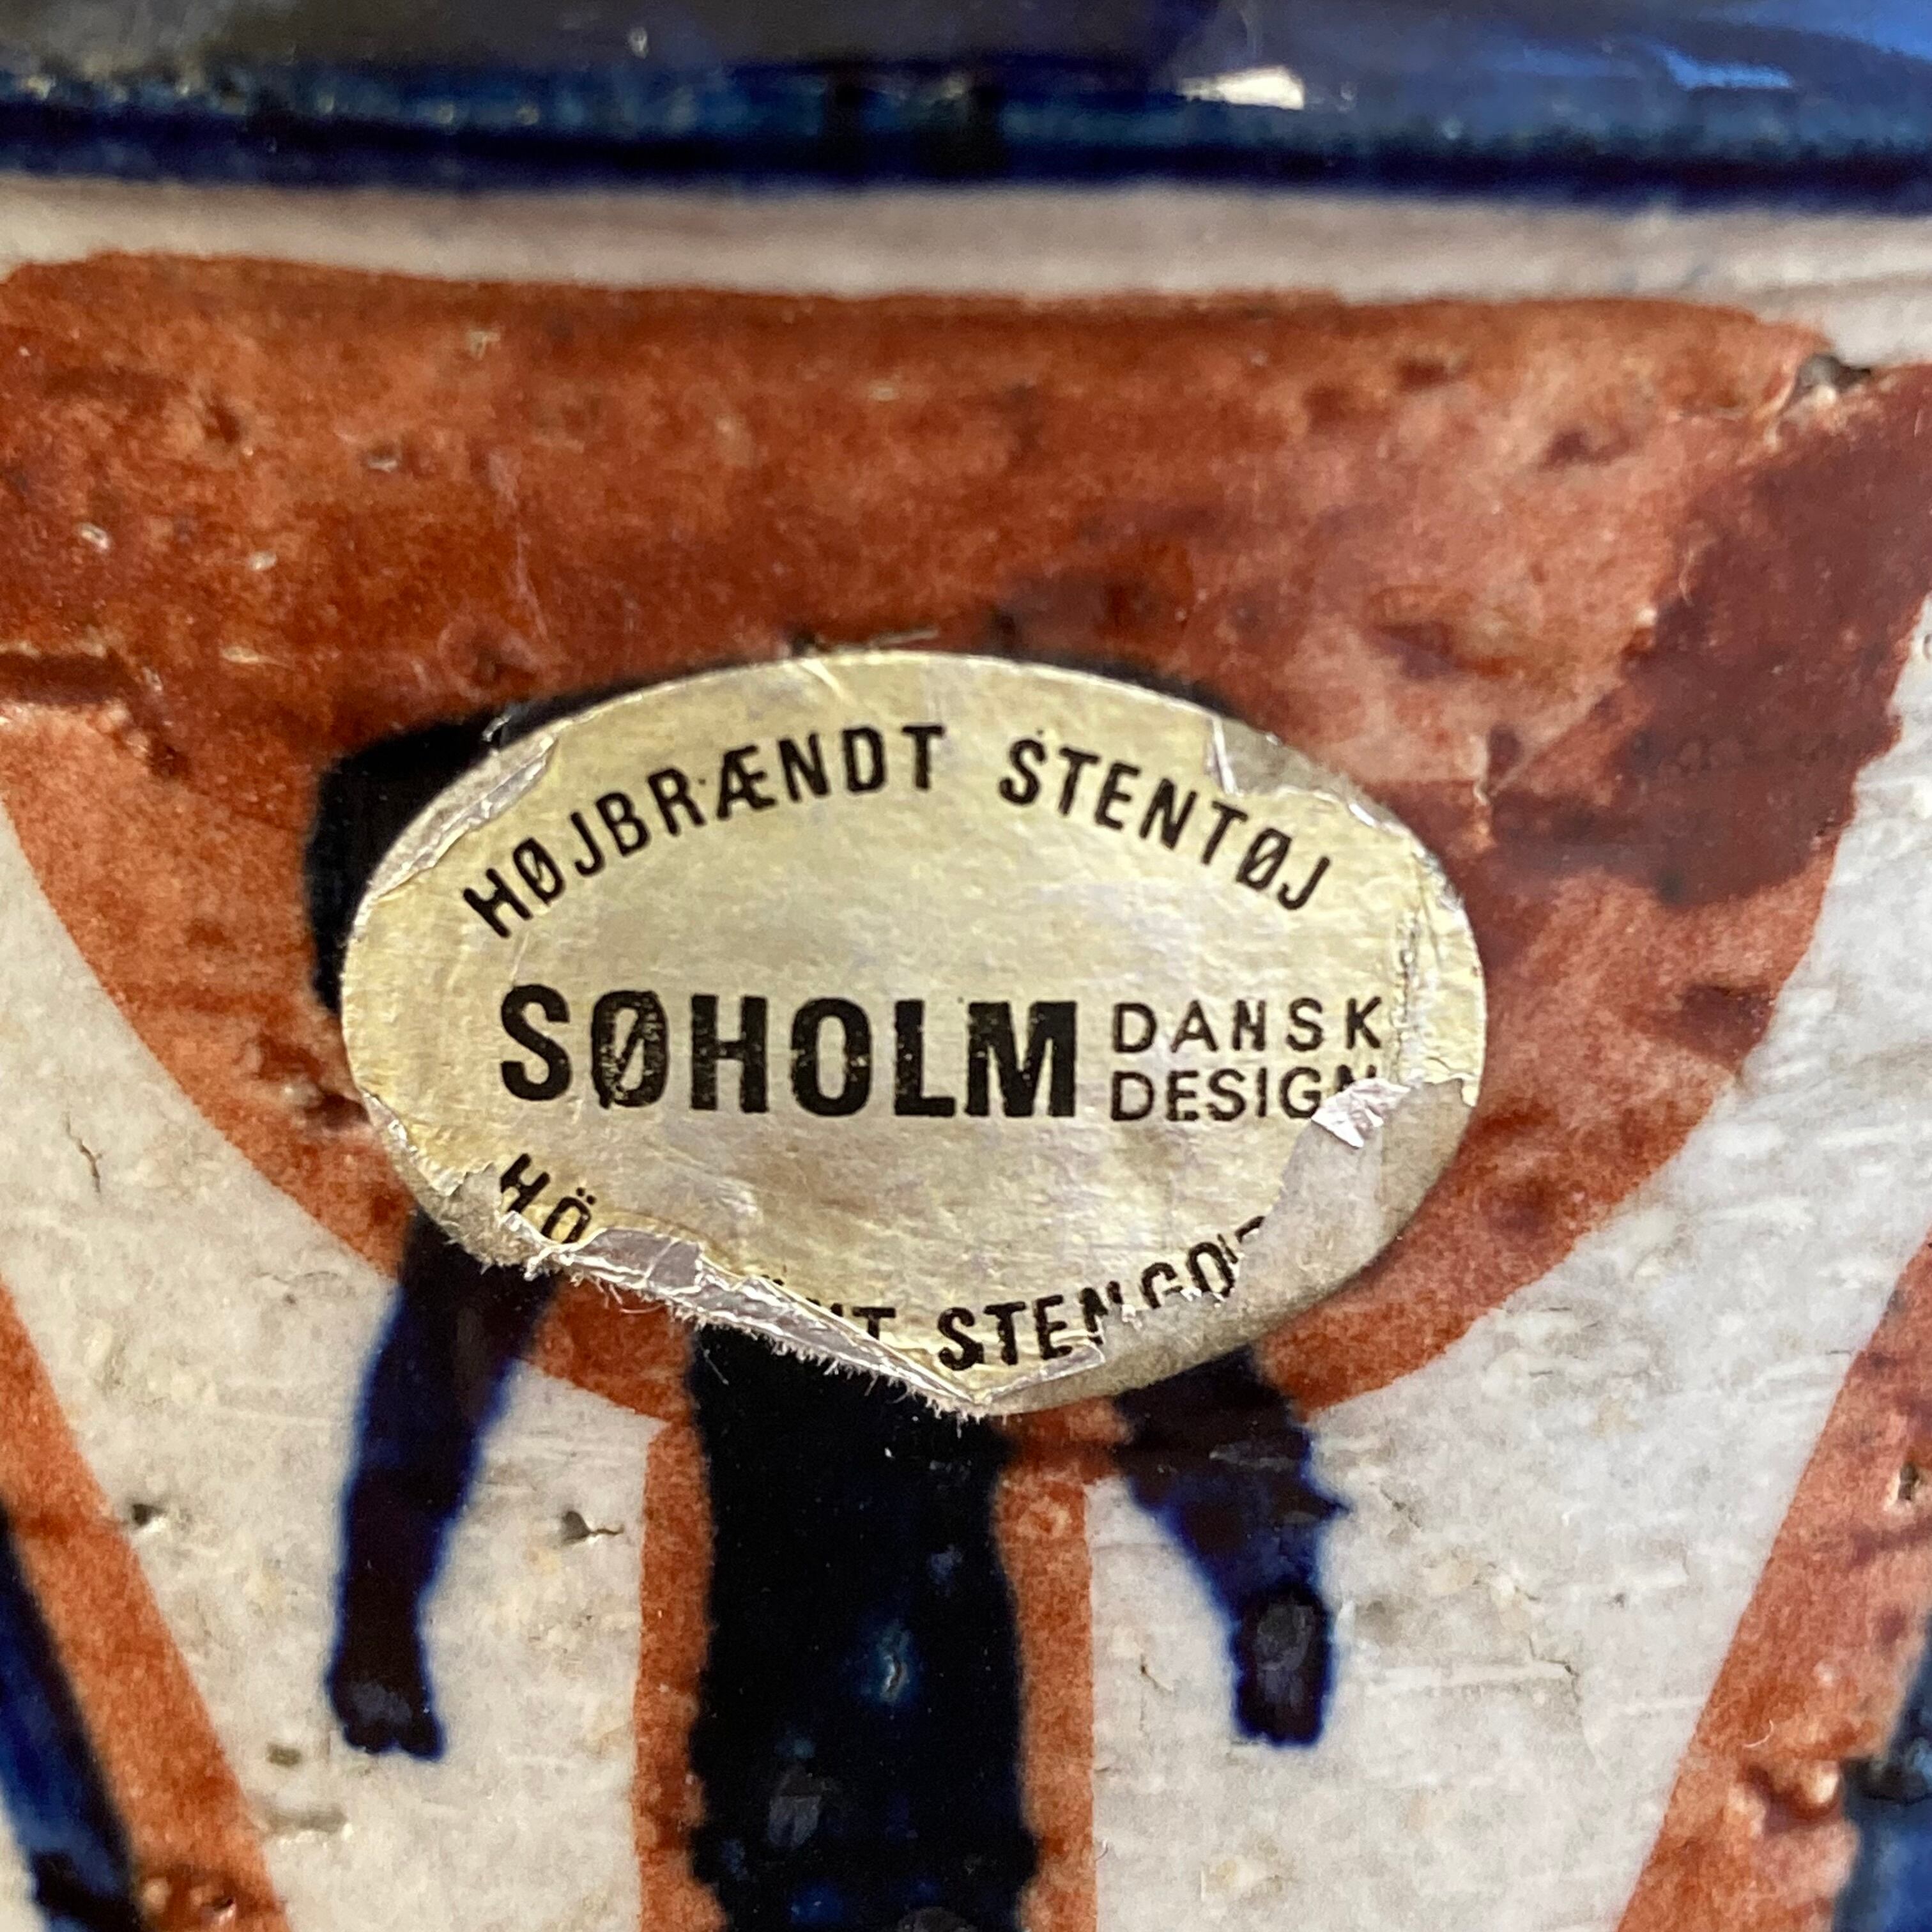 HØJBRÆNDT STENTØJ
SØHOLM DANSK
DESIGN
STENGO